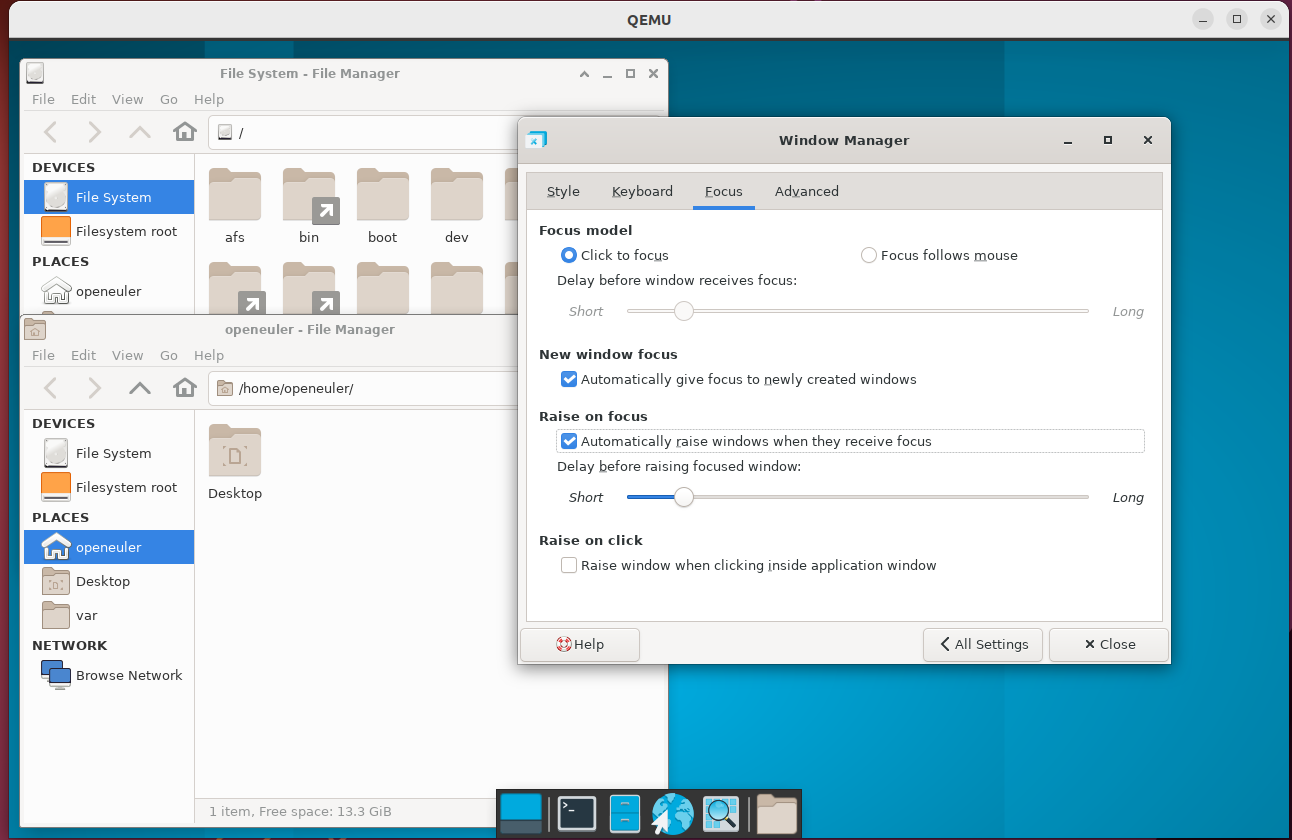 QEMU
File System - File Manager
File Edit View Go Help
/
DEVICES
File System
Filesystem root
PLACES
openeuler
afs bin boot dev
openeuler - File Manager
File Edit View Go Help
/home/openeuler/
DEVICES
File System
Filesystem root
PLACES
openeuler
Desktop
var
NETWORK
Browse Network
Desktop
1 item, Free space: 13.3 GiB
Window Manager
Style Keyboard Focus Advanced
Focus model
Click to focus Focus follows mouse
Delay before window receives focus:
Short Long
New window focus
Automatically give focus to newly created windows
Raise on focus
Automatically raise windows when they receive focus
Delay before raising focused window:
Short Long
Raise on click
Raise window when clicking inside application window
Help All Settings Close